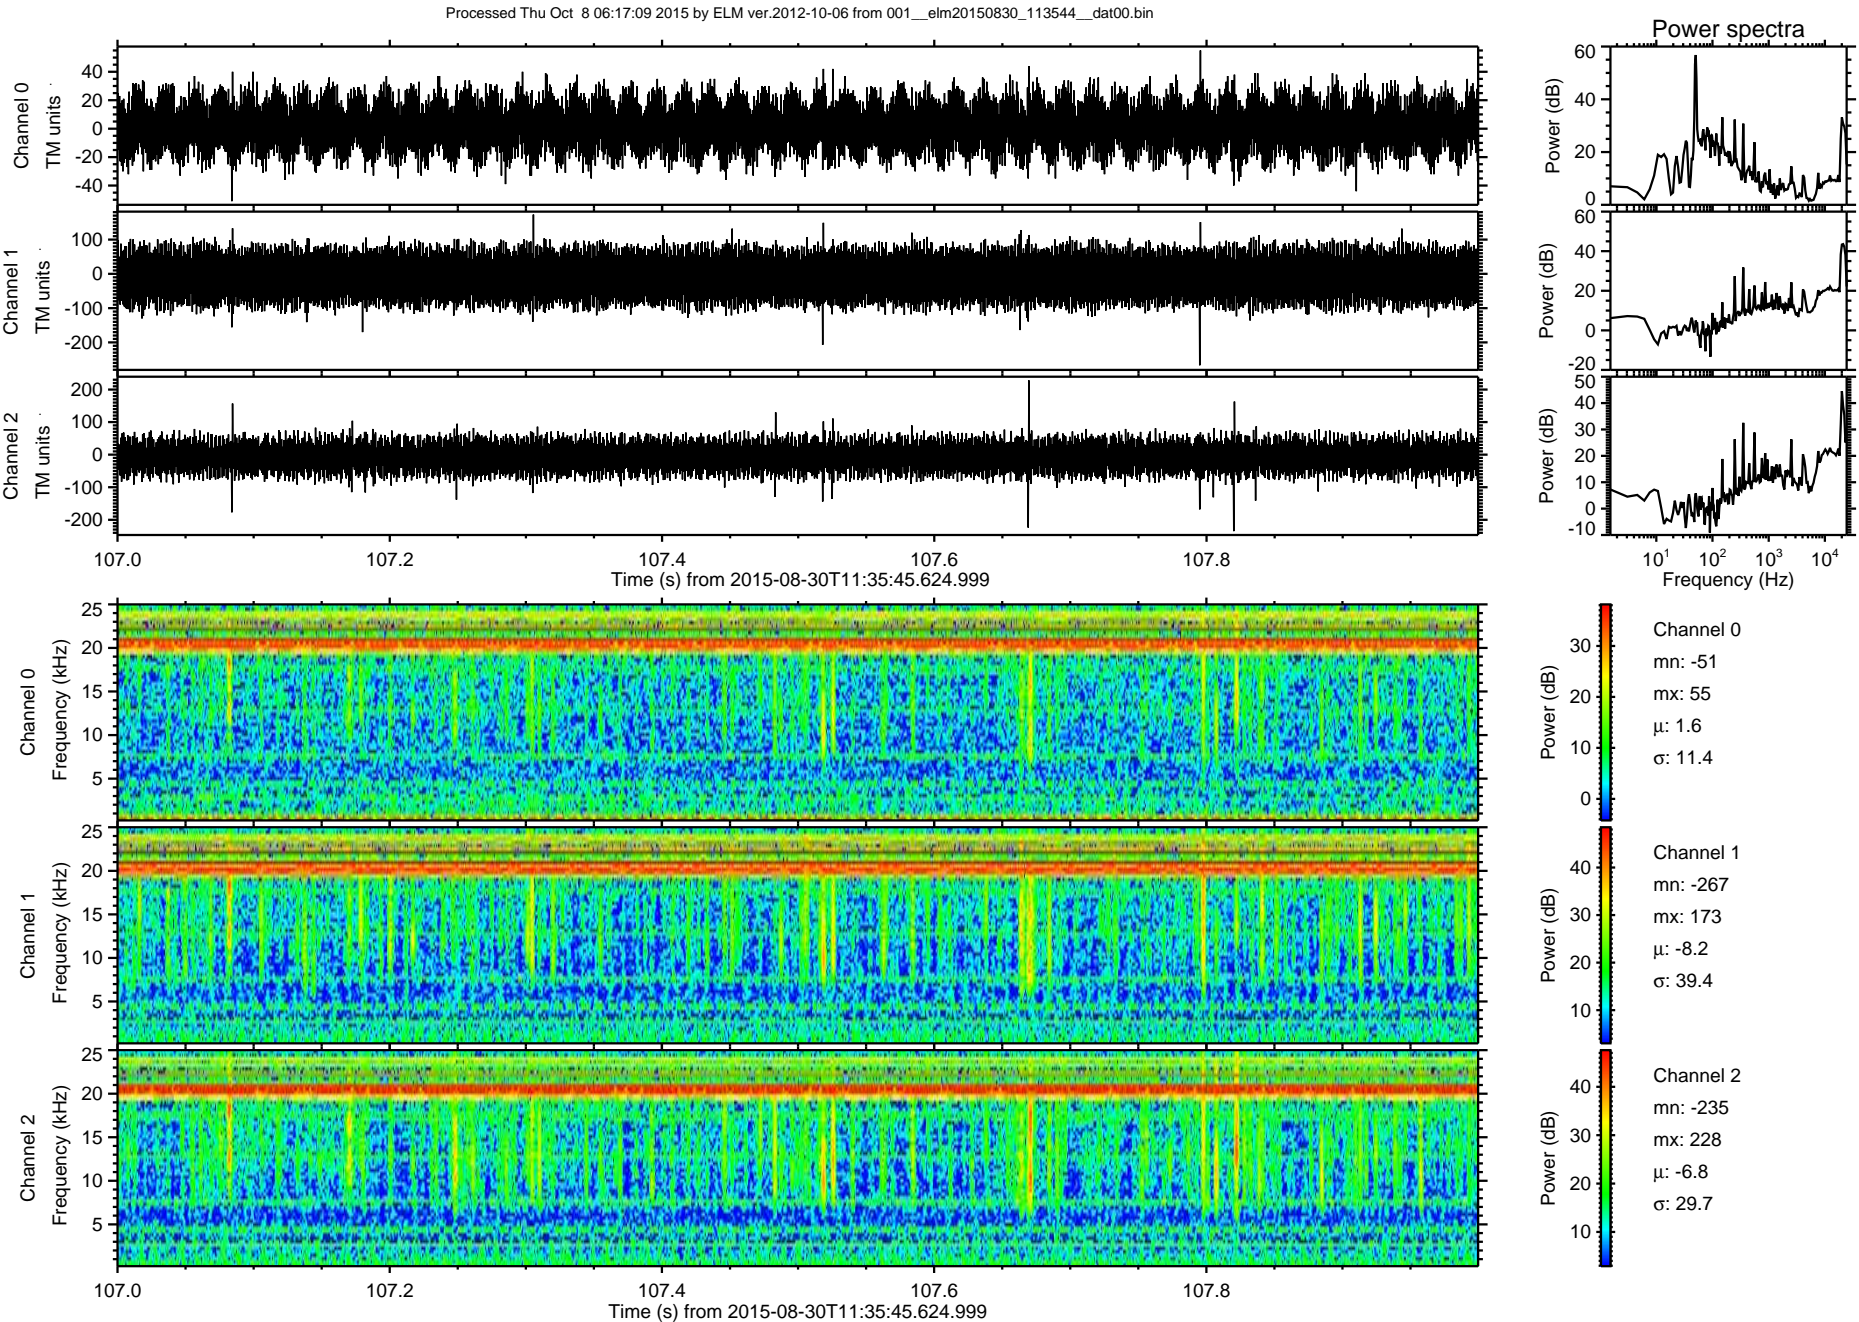 Processed Thu Oct  8 06:17:09 2015 by ELM ver.2012-10-06 from 001__elm20150830_113544__dat00.bin
Power spectra
Channel 0
TM units
40
20
0
-20
-40
Power (dB)
60
40
20
0
Channel 1
TM units
100
0
-100
-200
Power (dB)
60
40
20
0
-20
Channel 2
TM units
200
100
0
-100
-200
Power (dB)
50
40
30
20
10
0
-10
107.0 107.2 107.4 107.6 107.8
Time (s) from 2015-08-30T11:35:45.624.999
10^1 10^2 10^3 10^4
Frequency (Hz)
Channel 0
Frequency (kHz)
25
20
15
10
5
Power (dB)
30
20
10
0
Channel 0
mn: -51
mx: 55
μ: 1.6
σ: 11.4
Channel 1
Frequency (kHz)
25
20
15
10
5
Power (dB)
40
30
20
10
Channel 1
mn: -267
mx: 173
μ: -8.2
σ: 39.4
Channel 2
Frequency (kHz)
25
20
15
10
5
Power (dB)
40
30
20
10
Channel 2
mn: -235
mx: 228
μ: -6.8
σ: 29.7
107.0 107.2 107.4 107.6 107.8
Time (s) from 2015-08-30T11:35:45.624.999